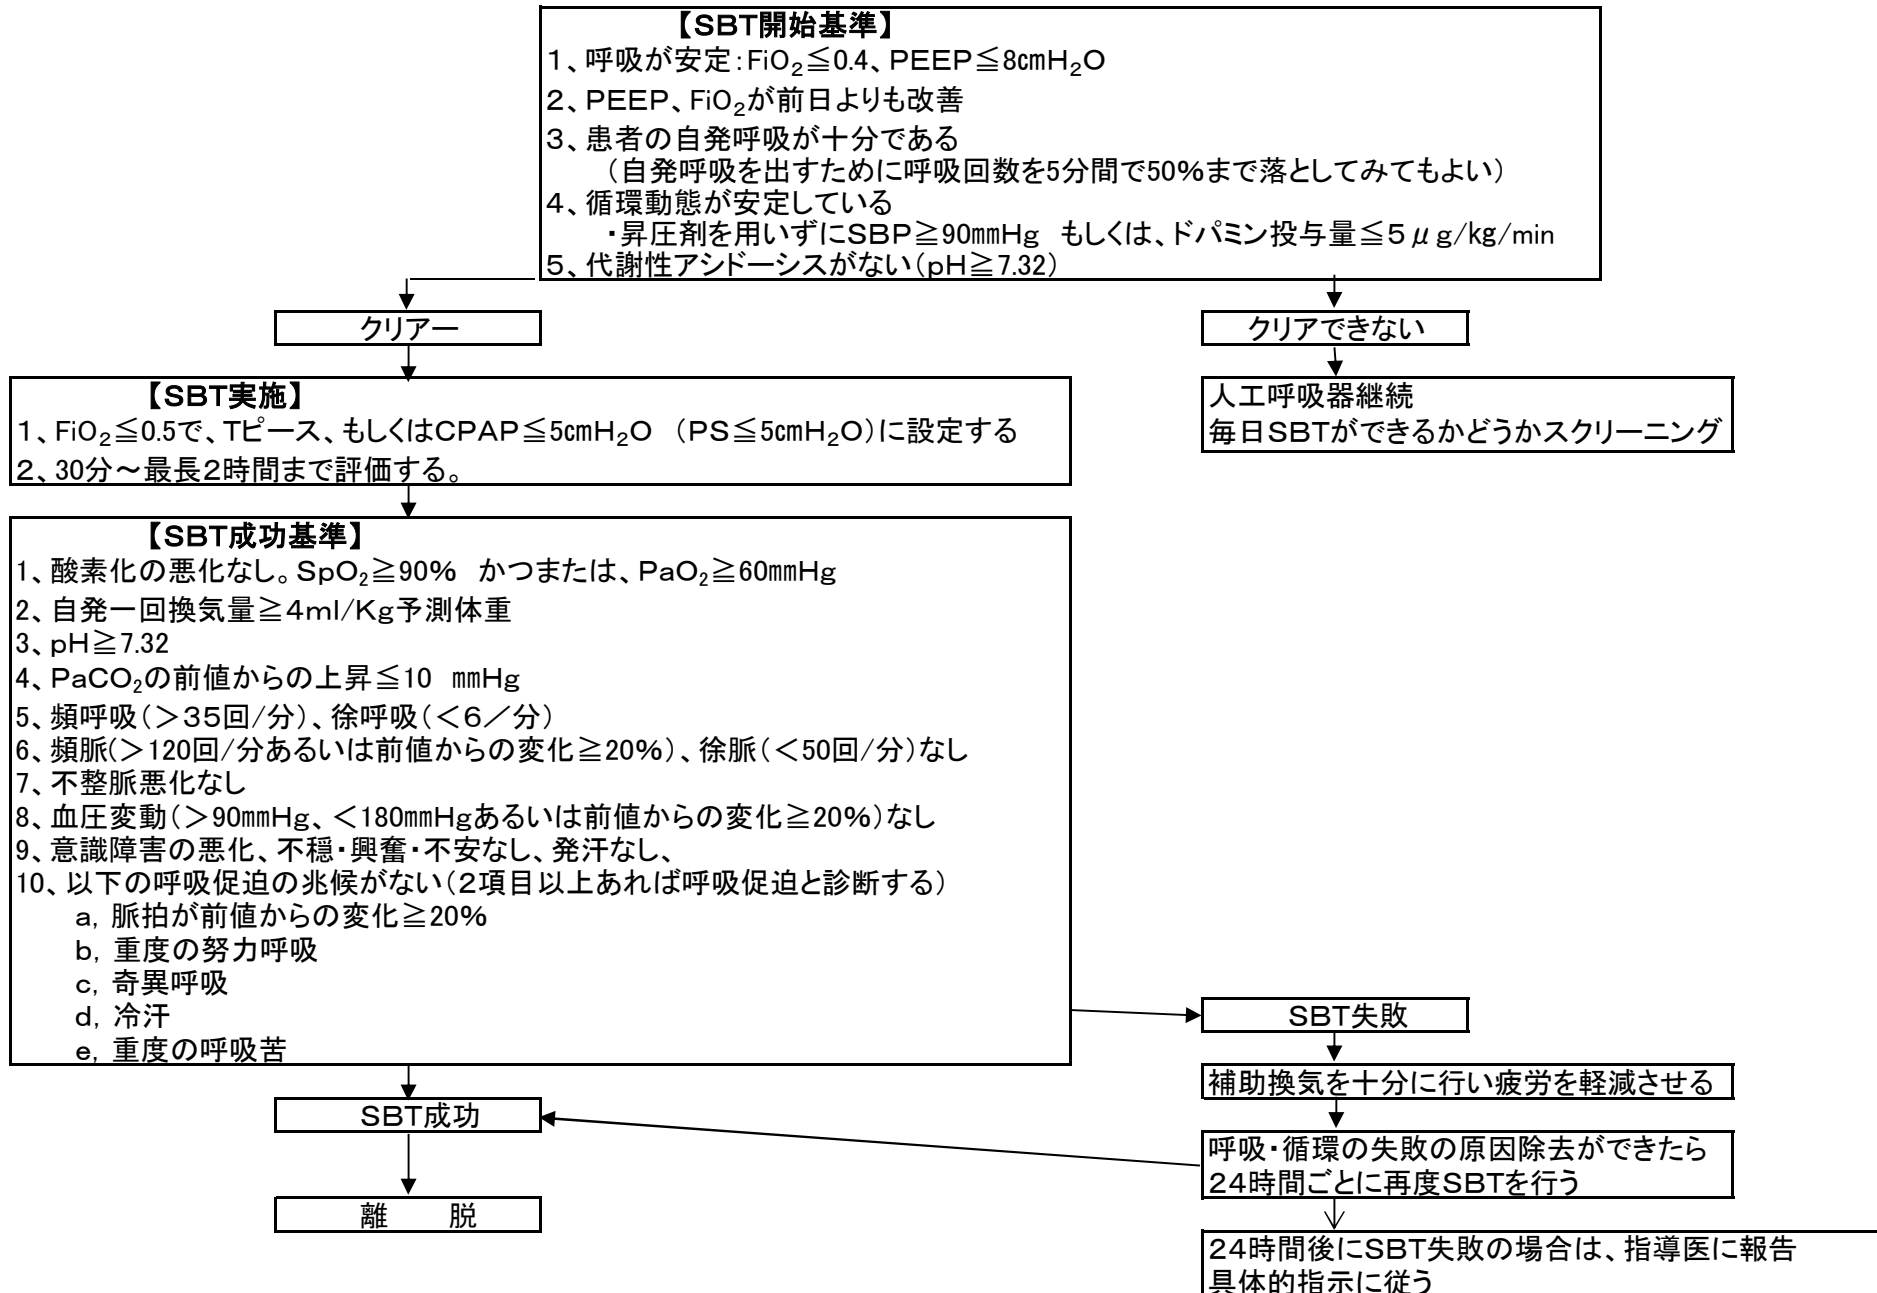 【SBT開始基準】
1、呼吸が安定：FiO₂≦0.4、PEEP≦8cmH₂O
2、PEEP、FiO₂が前日よりも改善
3、患者の自発呼吸が十分である
（自発呼吸を出すために呼吸回数を5分間で50％まで落としてみてもよい）
4、循環動態が安定している
・昇圧剤を用いずにSBP≧90mmHg　もしくは、ドパミン投与量≦5μg/kg/min
5、代謝性アシドーシスがない（pH≧7.32）
クリアー
クリアできない
【SBT実施】
1、FiO₂≦0.5で、Tピース、もしくはCPAP≦5cmH₂O　（PS≦5cmH₂O）に設定する
2、30分～最長2時間まで評価する。
人工呼吸器継続
毎日SBTができるかどうかスクリーニング
【SBT成功基準】
1、酸素化の悪化なし。SpO₂≧90％　かつまたは、PaO₂≧60mmHg
2、自発一回換気量≧4ml/Kg予測体重
3、pH≧7.32
4、PaCO₂の前値からの上昇≦10　mmHg
5、頻呼吸（＞35回/分）、徐呼吸（＜6／分）
6、頻脈(＞120回/分あるいは前値からの変化≧20％)、徐脈（＜50回/分）なし
7、不整脈悪化なし
8、血圧変動（＞90mmHg、＜180mmHgあるいは前値からの変化≧20％）なし
9、意識障害の悪化、不穏・興奮・不安なし、発汗なし、
10、以下の呼吸促迫の兆候がない（2項目以上あれば呼吸促迫と診断する）
a，脈拍が前値からの変化≧20％
b，重度の努力呼吸
c，奇異呼吸
d，冷汗
e，重度の呼吸苦
SBT失敗
補助換気を十分に行い疲労を軽減させる
SBT成功
呼吸・循環の失敗の原因除去ができたら
24時間ごとに再度SBTを行う
離　　脱
24時間後にSBT失敗の場合は、指導医に報告
具体的指示に従う